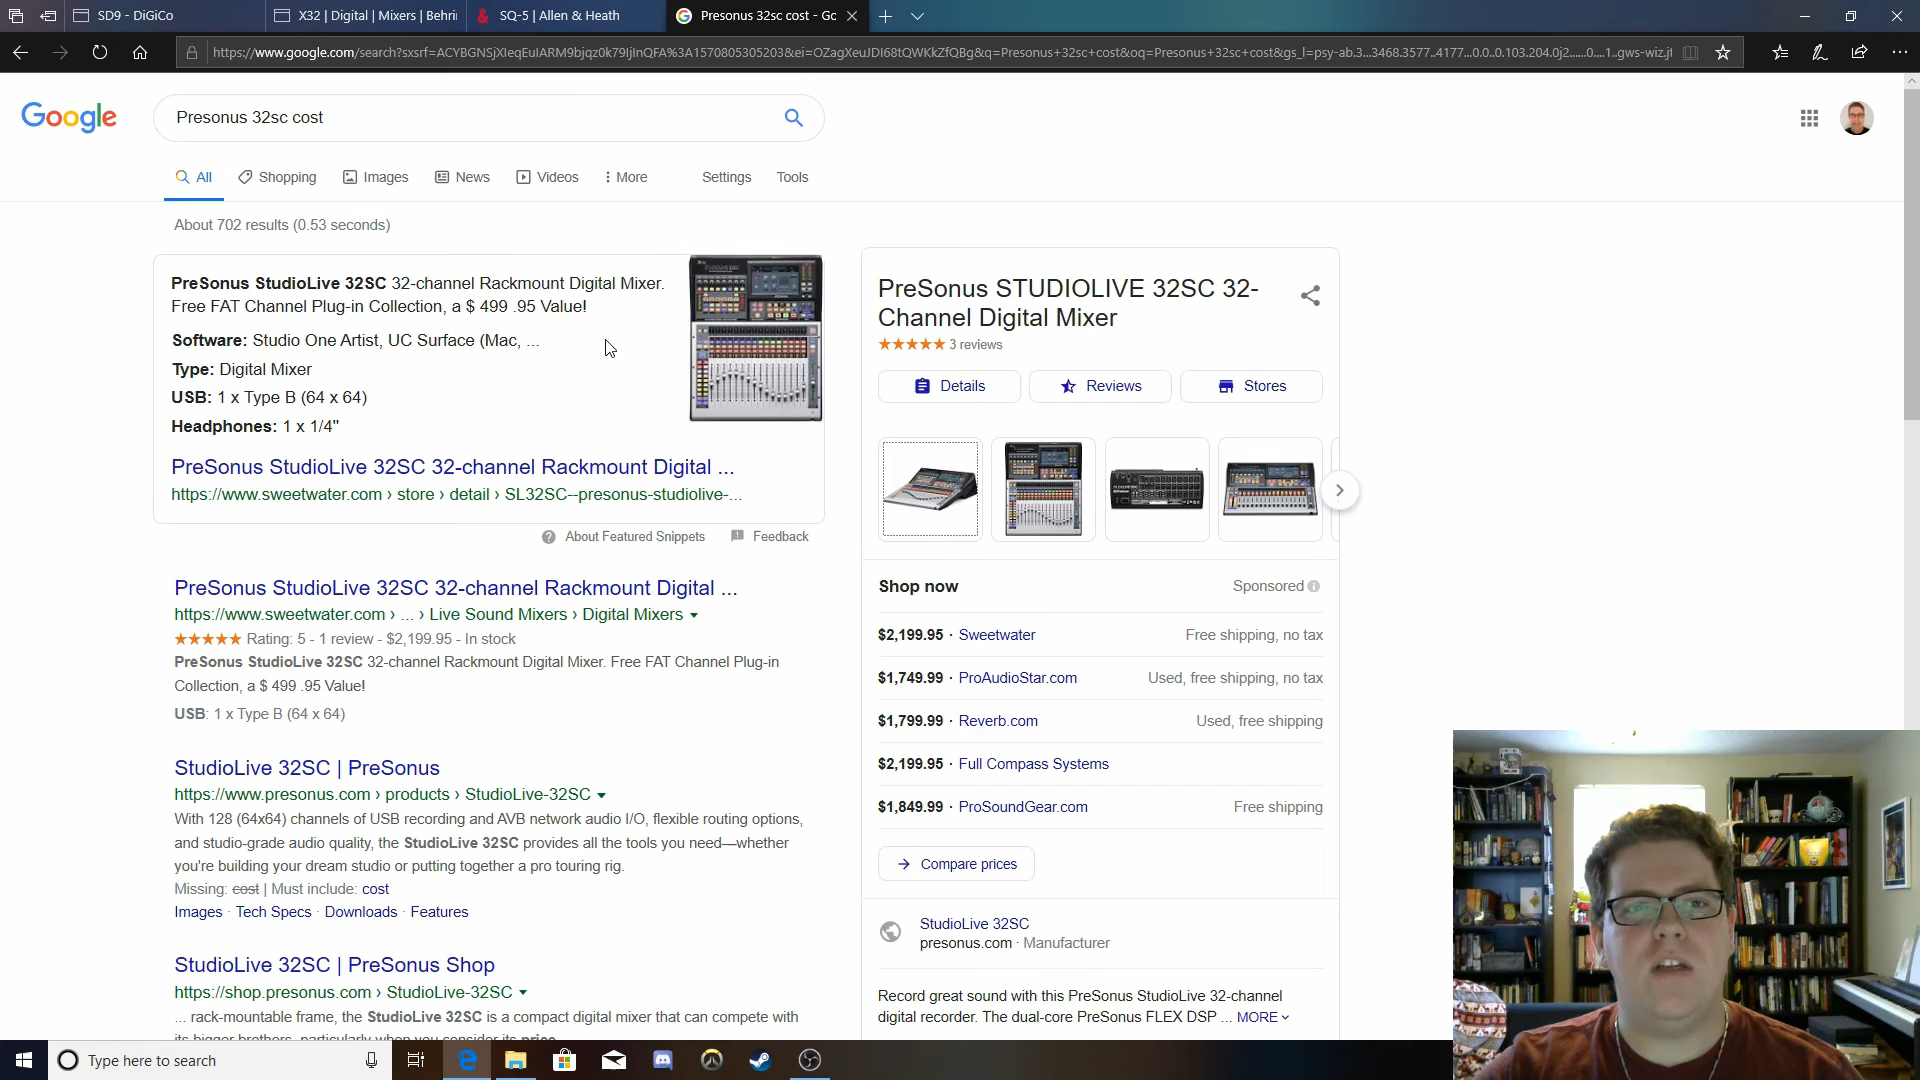 SD9 - DiGiCo
X32 | Digital | Mixers | Behri
SQ-5 | Allen & Heath
Presonus 32sc cost - Go
https://www.google.com/search?sxsrf=ACYBGNSjXIeqEuIARM9bjqz0k79IjInQFA%3A1570805305203&ei=OZagXeuJDI68tQWKkZfQBg&q=Presonus+32sc+cost&oq=Presonus+32sc+cost&gs_l=psy-ab.3...3468.3577..4177...0.0..0.103.204.0j2......0....1..gws-wiz.jt
Google
Presonus 32sc cost
All
Shopping
Images
News
Videos
More
Settings
Tools
About 702 results (0.53 seconds)
PreSonus StudioLive 32SC 32-channel Rackmount Digital Mixer.
Free FAT Channel Plug-in Collection, a $ 499 .95 Value!
Software: Studio One Artist, UC Surface (Mac, ...
Type: Digital Mixer
USB: 1 x Type B (64 x 64)
Headphones: 1 x 1/4"
PreSonus StudioLive 32SC 32-channel Rackmount Digital ...
https://www.sweetwater.com › store › detail › SL32SC--presonus-studiolive-...
About Featured Snippets
Feedback
PreSonus StudioLive 32SC 32-channel Rackmount Digital ...
https://www.sweetwater.com › ... › Live Sound Mixers › Digital Mixers
Rating: 5 - 1 review - $2,199.95 - In stock
PreSonus StudioLive 32SC 32-channel Rackmount Digital Mixer. Free FAT Channel Plug-in
Collection, a $ 499 .95 Value!
USB: 1 x Type B (64 x 64)
StudioLive 32SC | PreSonus
https://www.presonus.com › products › StudioLive-32SC
With 128 (64x64) channels of USB recording and AVB network audio I/O, flexible routing options,
and studio-grade audio quality, the StudioLive 32SC provides all the tools you need—whether
you're building your dream studio or putting together a pro touring rig.
Missing: cost | Must include: cost
Images · Tech Specs · Downloads · Features
StudioLive 32SC | PreSonus Shop
https://shop.presonus.com › StudioLive-32SC
... rack-mountable frame, the StudioLive 32SC is a compact digital mixer that can compete with
its bigger brothers, particularly when you consider its price.
PreSonus STUDIOLIVE 32SC 32-
Channel Digital Mixer
3 reviews
Details
Reviews
Stores
Shop now
Sponsored
$2,199.95 · Sweetwater
Free shipping, no tax
$1,749.99 · ProAudioStar.com
Used, free shipping, no tax
$1,799.99 · Reverb.com
Used, free shipping
$2,199.95 · Full Compass Systems
$1,849.99 · ProSoundGear.com
Free shipping
Compare prices
StudioLive 32SC
presonus.com · Manufacturer
Record great sound with this PreSonus StudioLive 32-channel
digital recorder. The dual-core PreSonus FLEX DSP ... MORE
Type here to search